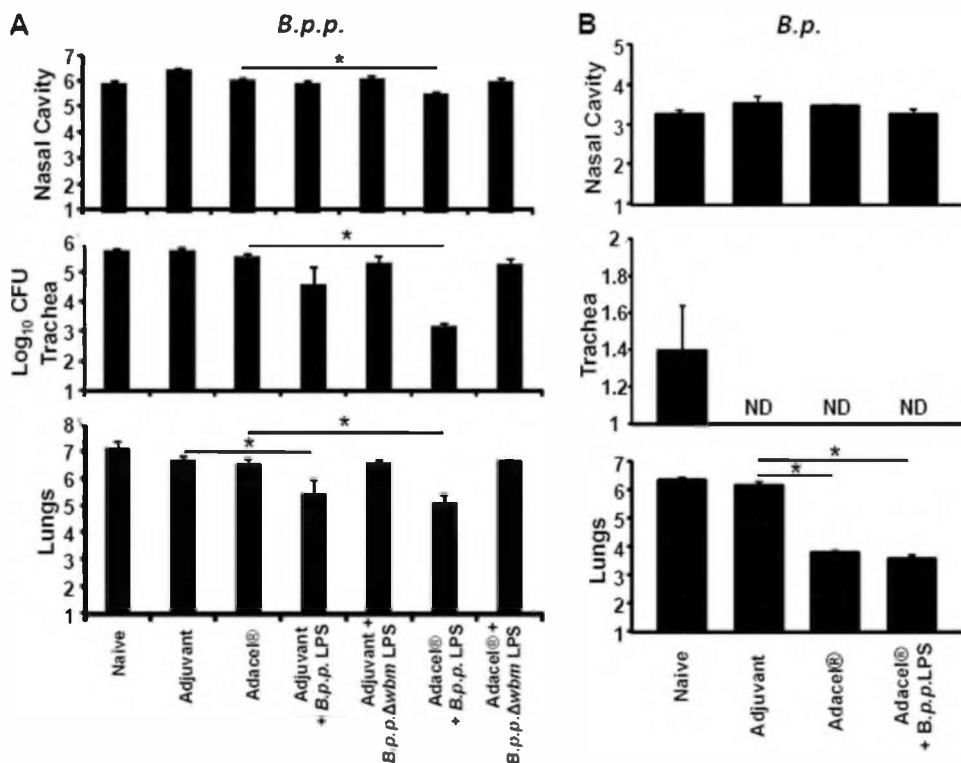 A
B.p.p.
Nasal Cavity
7
6
5
4
3
2
1
*
Log10 CFU
Trachea
6
5
4
3
2
1
*
Lungs
8
7
6
5
4
3
2
1
*
*
Naïve
Adjuvant
Adacel®
Adjuvant
+ B.p.p. LPS
Adjuvant +
B.p.p.Δwbm LPS
Adacel®
+ B.p.p. LPS
Adacel® +
B.p.p.Δwbm LPS
B
B.p.
Nasal Cavity
5
4
3
2
1
Trachea
2
1.8
1.6
1.4
1.2
1
ND
ND
ND
Lungs
7
6
5
4
3
2
1
*
*
Naïve
Adjuvant
Adacel®
Adacel®
+ B.p.p.LPS